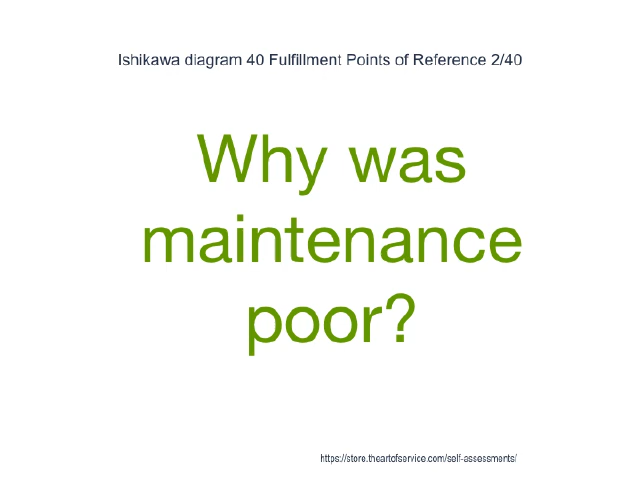 Ishikawa diagram 40 Fulfillment Points of Reference 2/40
Why was
maintenance
poor?
https://store.theartofservice.com/self-assessments/